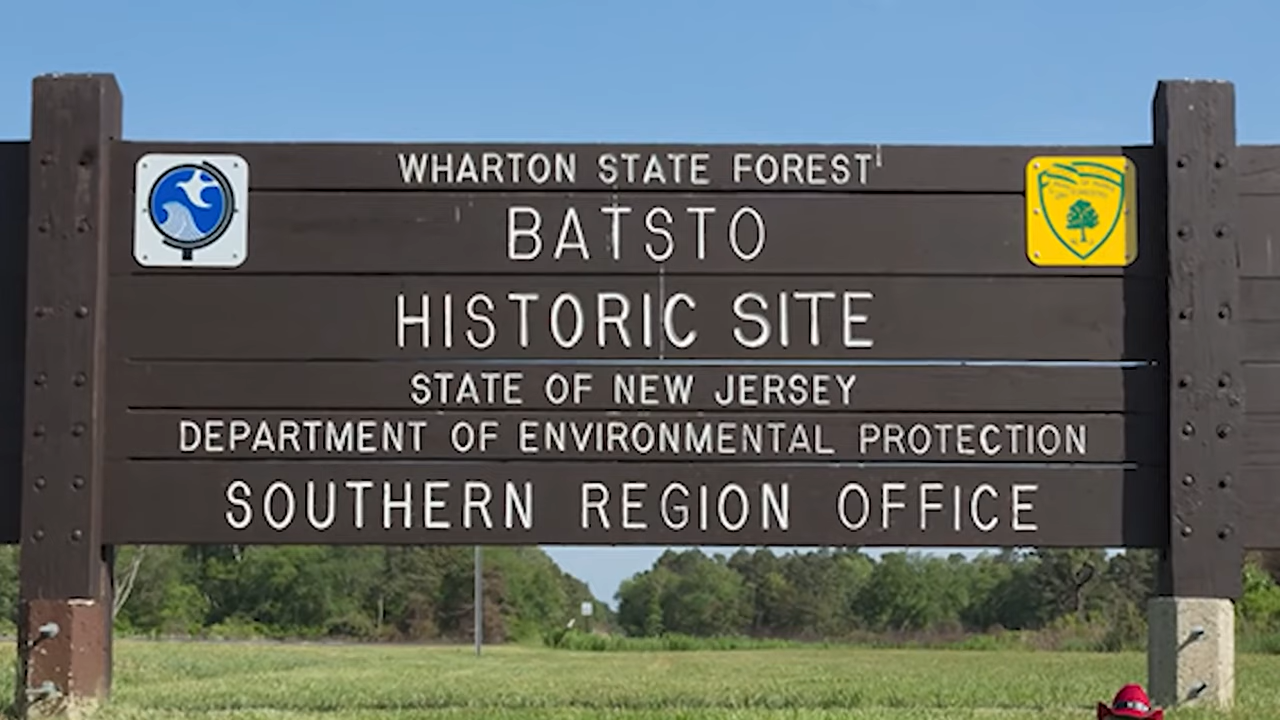 WHARTON STATE FOREST
BATSTO
HISTORIC SITE
STATE OF NEW JERSEY
DEPARTMENT OF ENVIRONMENTAL PROTECTION
SOUTHERN REGION OFFICE